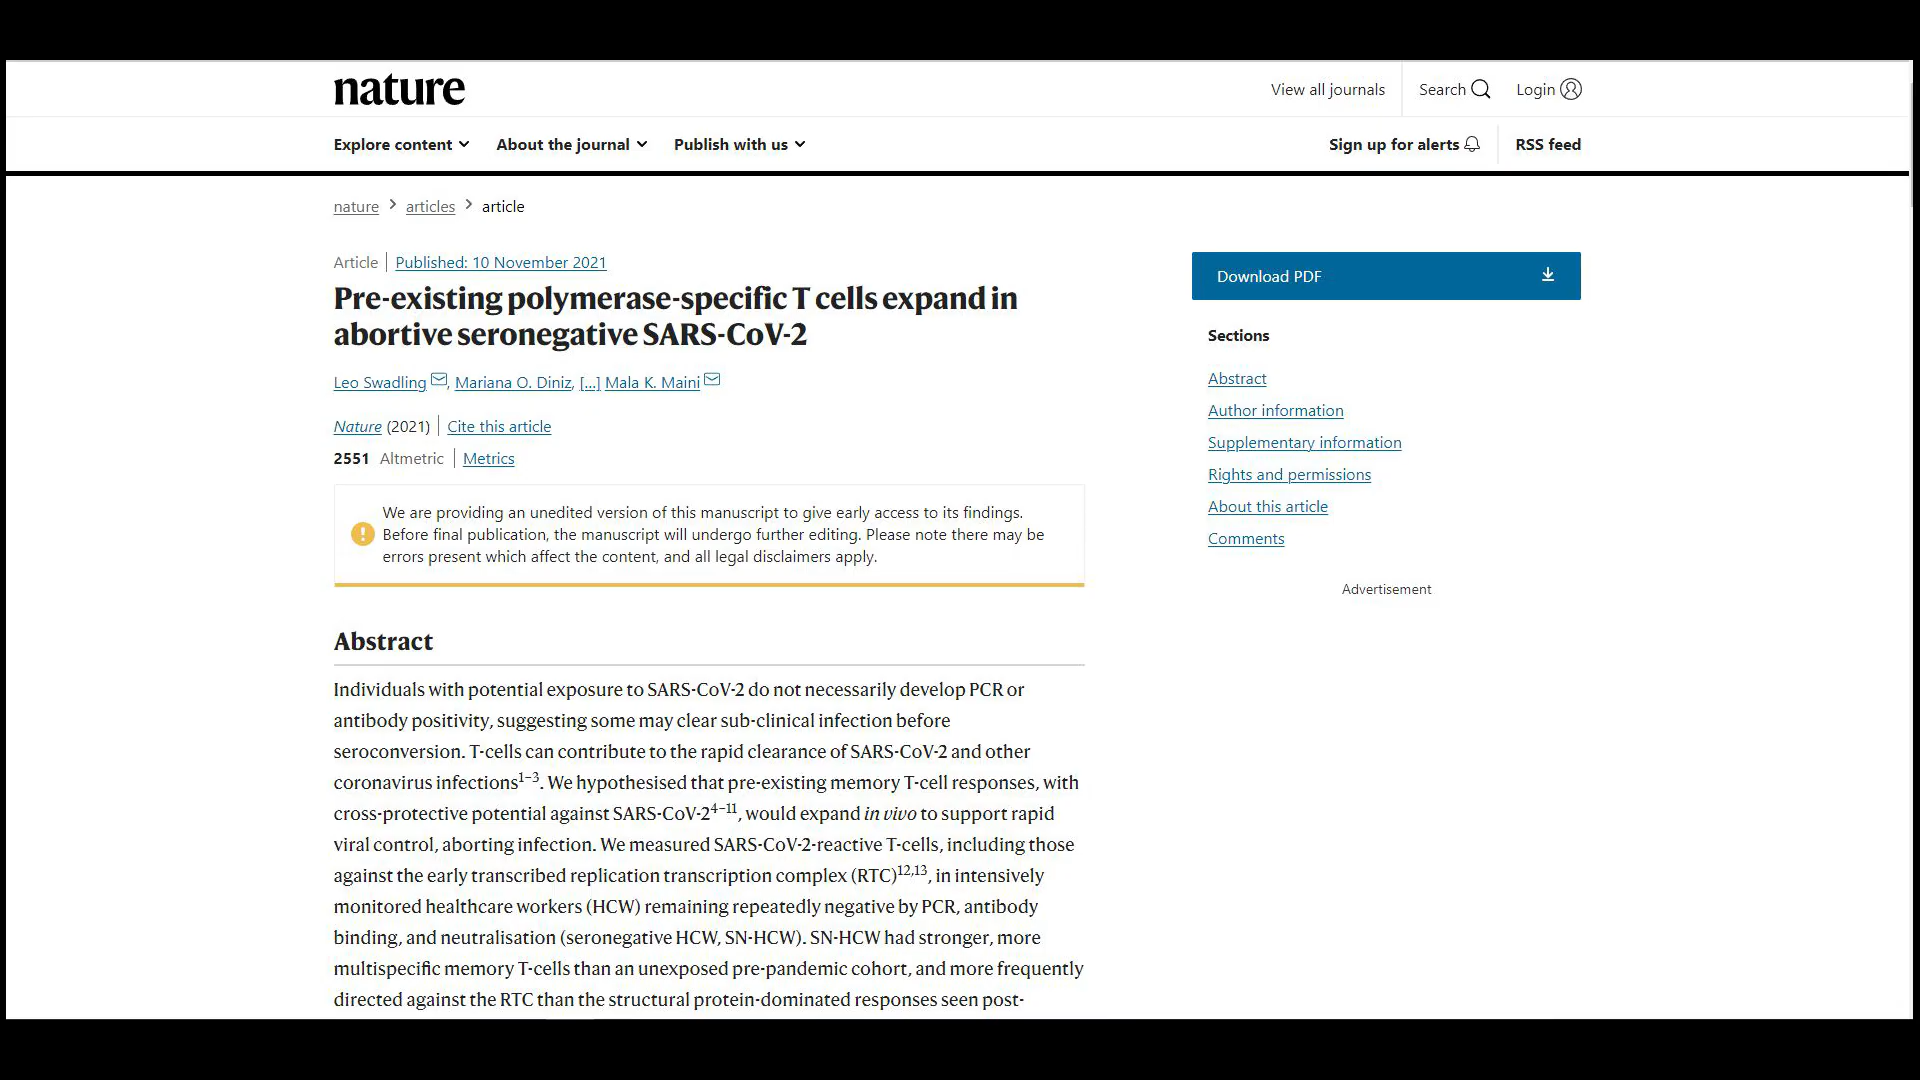 nature
View all journals
Search
Login
Explore content
About the journal
Publish with us
Sign up for alerts
RSS feed
nature > articles > article
Article | Published: 10 November 2021
Pre-existing polymerase-specific T cells expand in
abortive seronegative SARS-CoV-2
Leo Swadling, Mariana O. Diniz, [...] Mala K. Maini
Nature (2021) | Cite this article
2551 Altmetric | Metrics
We are providing an unedited version of this manuscript to give early access to its findings.
Before final publication, the manuscript will undergo further editing. Please note there may be
errors present which affect the content, and all legal disclaimers apply.
Abstract
Individuals with potential exposure to SARS-CoV-2 do not necessarily develop PCR or
antibody positivity, suggesting some may clear sub-clinical infection before
seroconversion. T-cells can contribute to the rapid clearance of SARS-CoV-2 and other
coronavirus infections1–3. We hypothesised that pre-existing memory T-cell responses, with
cross-protective potential against SARS-CoV-24–11, would expand in vivo to support rapid
viral control, aborting infection. We measured SARS-CoV-2-reactive T-cells, including those
against the early transcribed replication transcription complex (RTC)12,13, in intensively
monitored healthcare workers (HCW) remaining repeatedly negative by PCR, antibody
binding, and neutralisation (seronegative HCW, SN-HCW). SN-HCW had stronger, more
multispecific memory T-cells than an unexposed pre-pandemic cohort, and more frequently
directed against the RTC than the structural protein-dominated responses seen post-
Download PDF
Sections
Abstract
Author information
Supplementary information
Rights and permissions
About this article
Comments
Advertisement